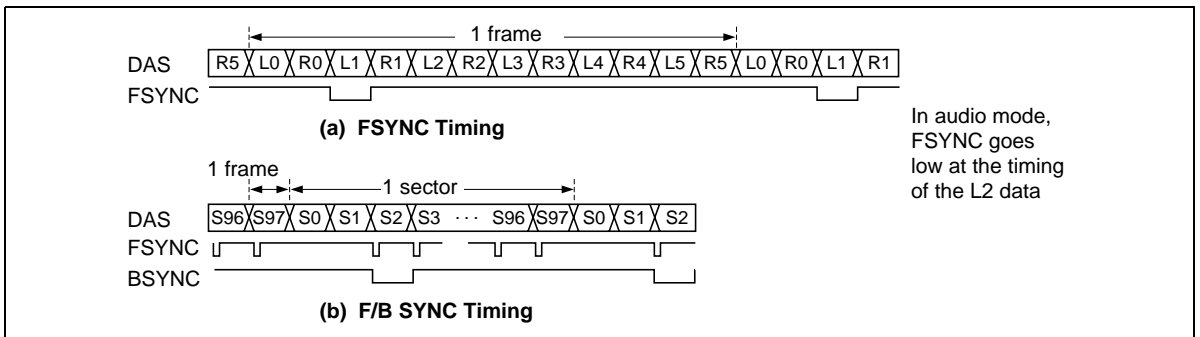 1 frame
DAS R5 L0 R0 L1 R1 L2 R2 L3 R3 L4 R4 L5 R5 L0 R0 L1 R1
FSYNC
(a) FSYNC Timing
In audio mode,
FSYNC goes
low at the timing
of the L2 data
1 frame
1 sector
DAS S96 S97 S0 S1 S2 S3 ··· S96 S97 S0 S1 S2
FSYNC
BSYNC
(b) F/B SYNC Timing